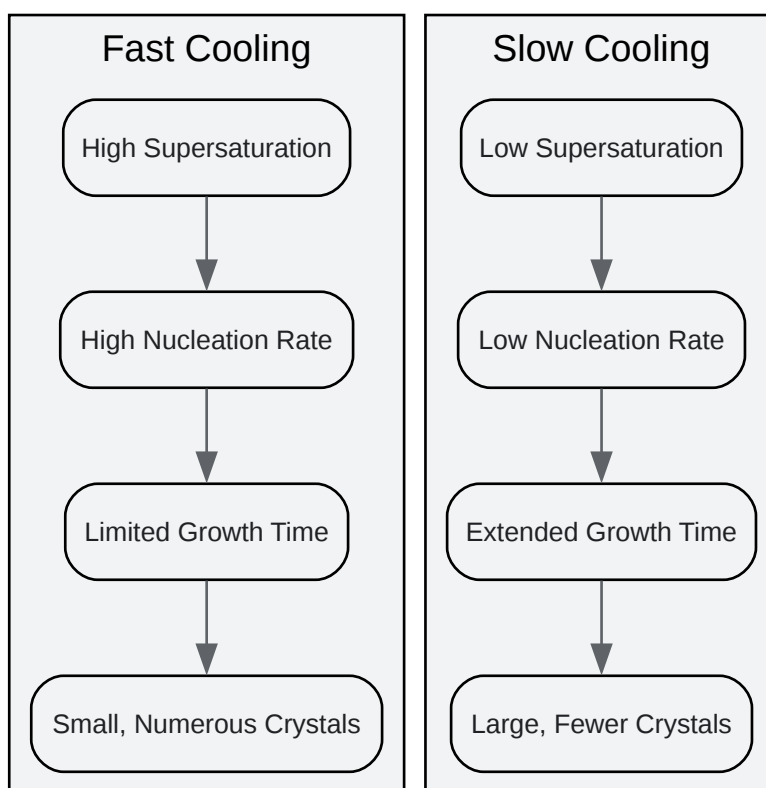 Fast Cooling
High Supersaturation
High Nucleation Rate
Limited Growth Time
Small, Numerous Crystals
Slow Cooling
Low Supersaturation
Low Nucleation Rate
Extended Growth Time
Large, Fewer Crystals